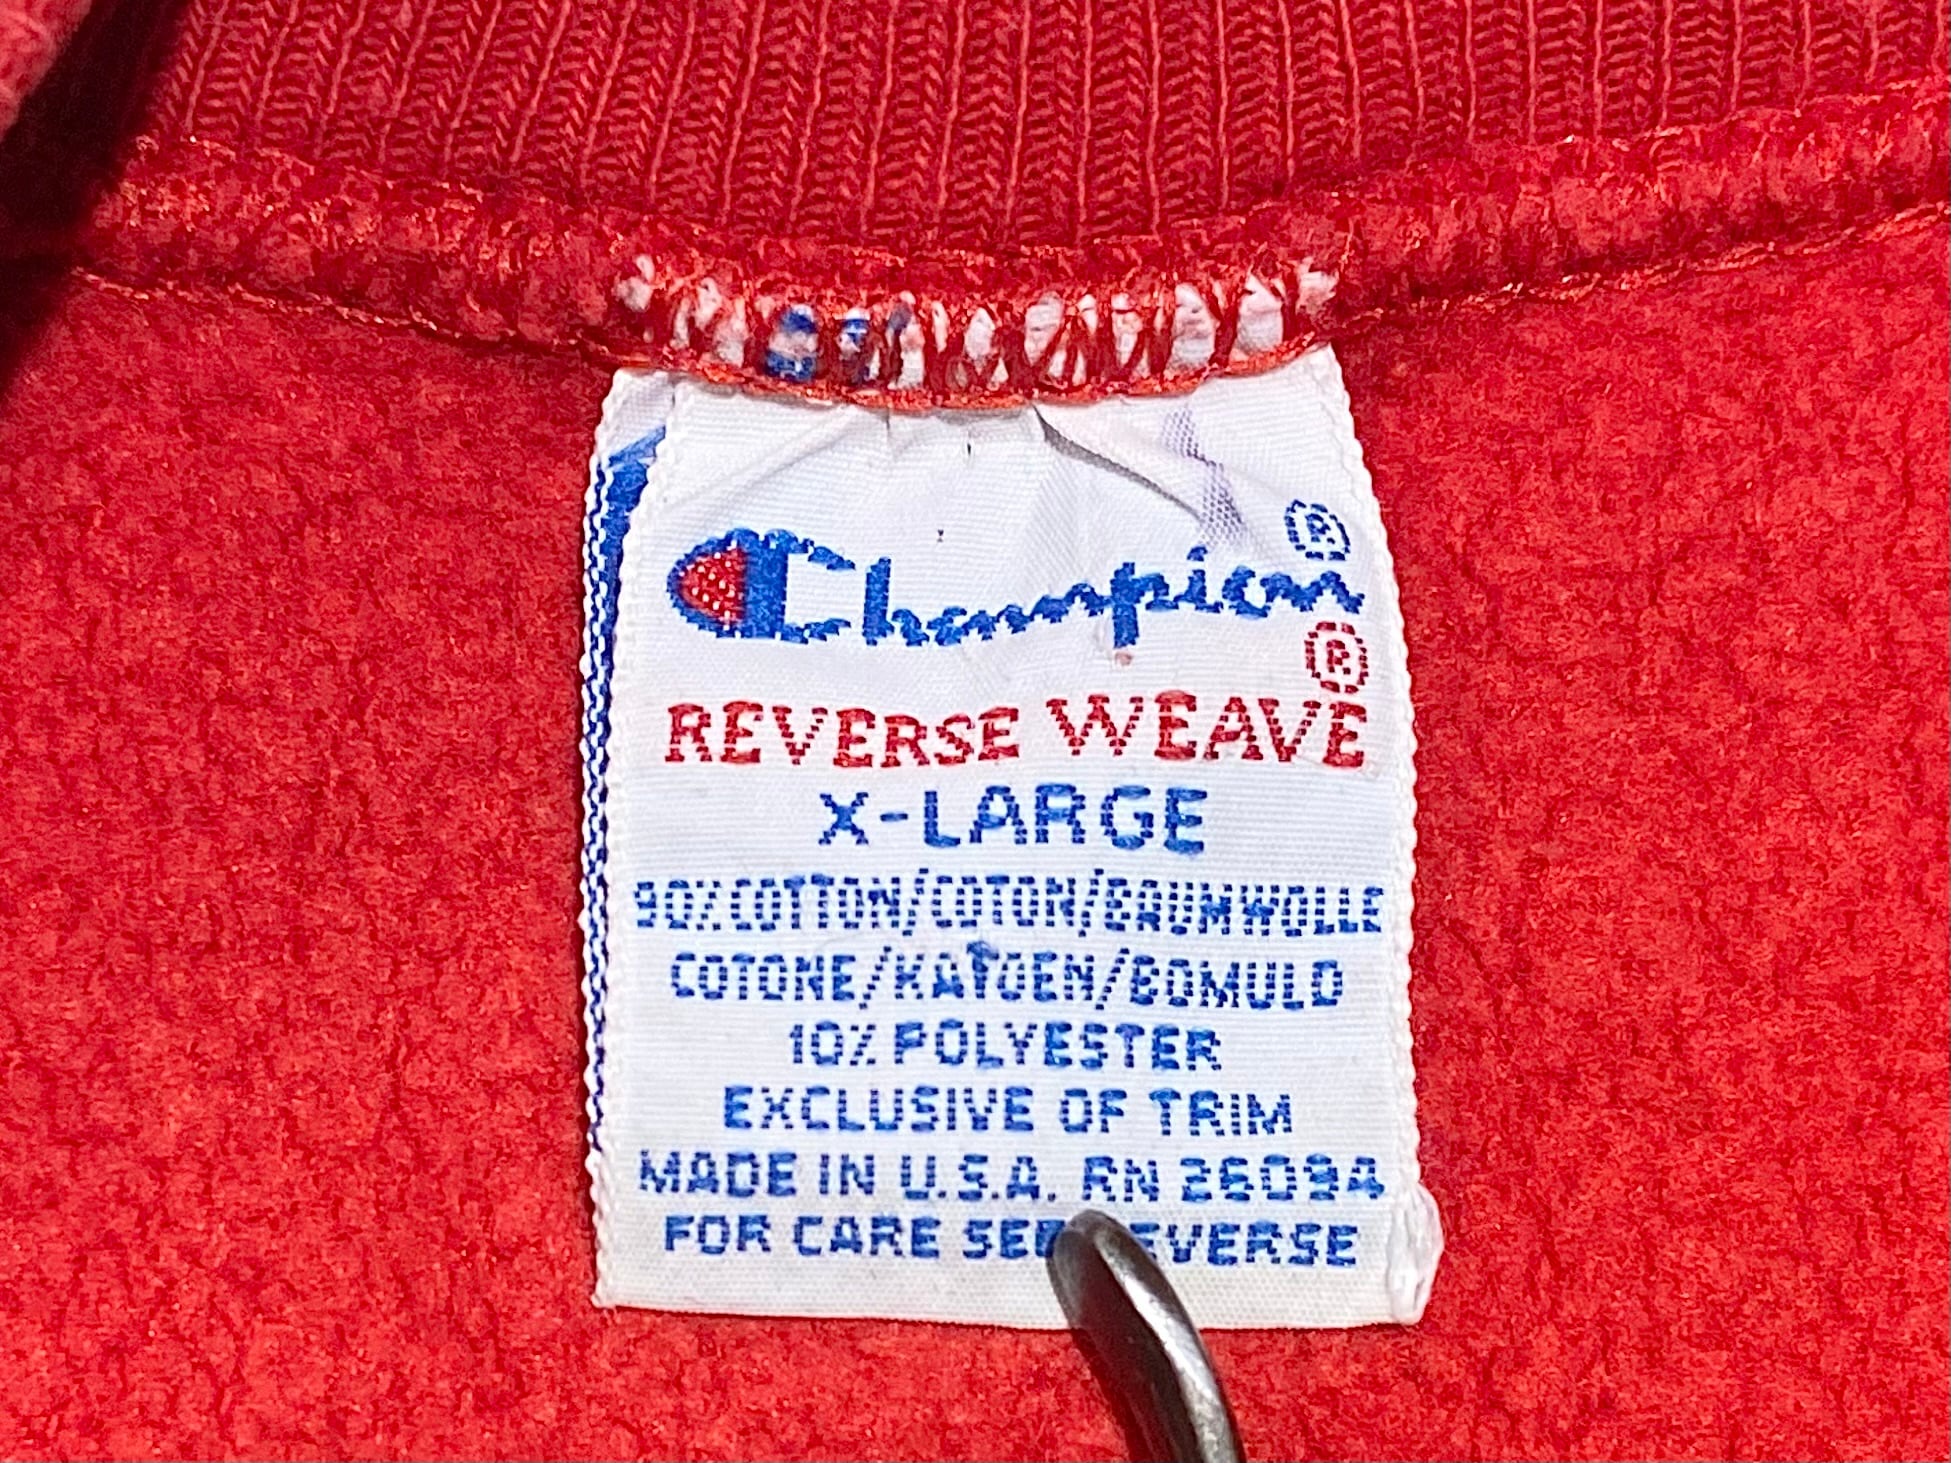 Champion®
®
REVERSE WEAVE
X-LARGE
90% COTTON/COTON/BAUMWOLLE
COTONE/KATOEN/BOMULD
10% POLYESTER
EXCLUSIVE OF TRIM
MADE IN U.S.A. RN 26094
FOR CARE SEE REVERSE